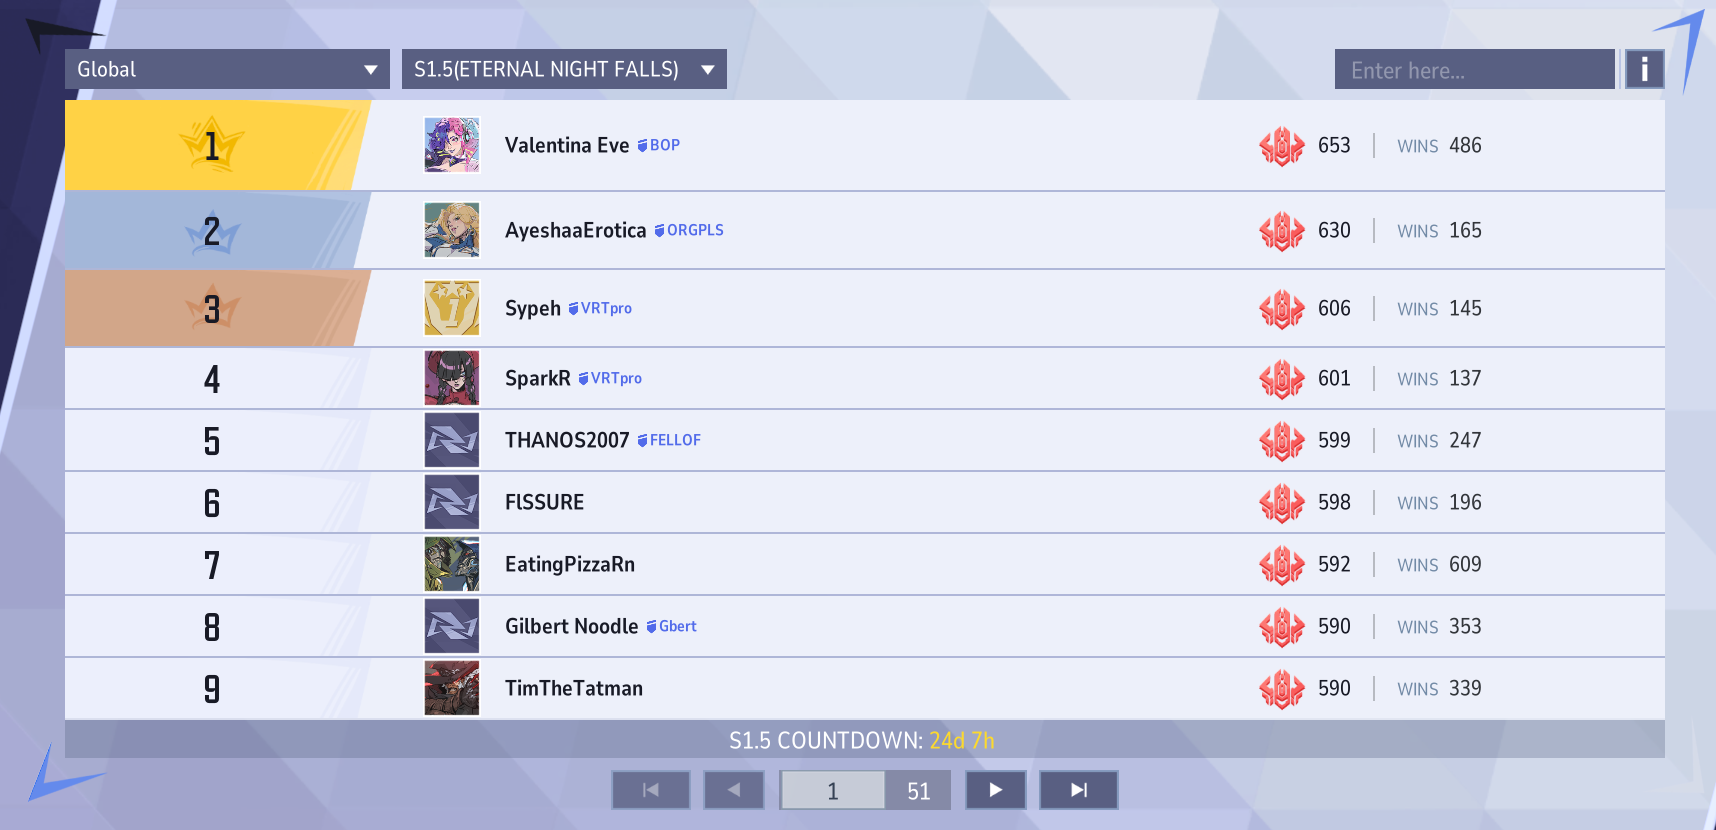 Global S1.5(ETERNAL NIGHT FALLS) Enter here... i
1 Valentina Eve BOP 653 WINS 486
2 AyeshaaErotica ORGPLS 630 WINS 165
3 Sypeh VRTpro 606 WINS 145
4 SparkR VRTpro 601 WINS 137
5 THANOS2007 FELLOF 599 WINS 247
6 FlSSURE 598 WINS 196
7 EatingPizzaRn 592 WINS 609
8 Gilbert Noodle Gbert 590 WINS 353
9 TimTheTatman 590 WINS 339
S1.5 COUNTDOWN: 24d 7h
1 51